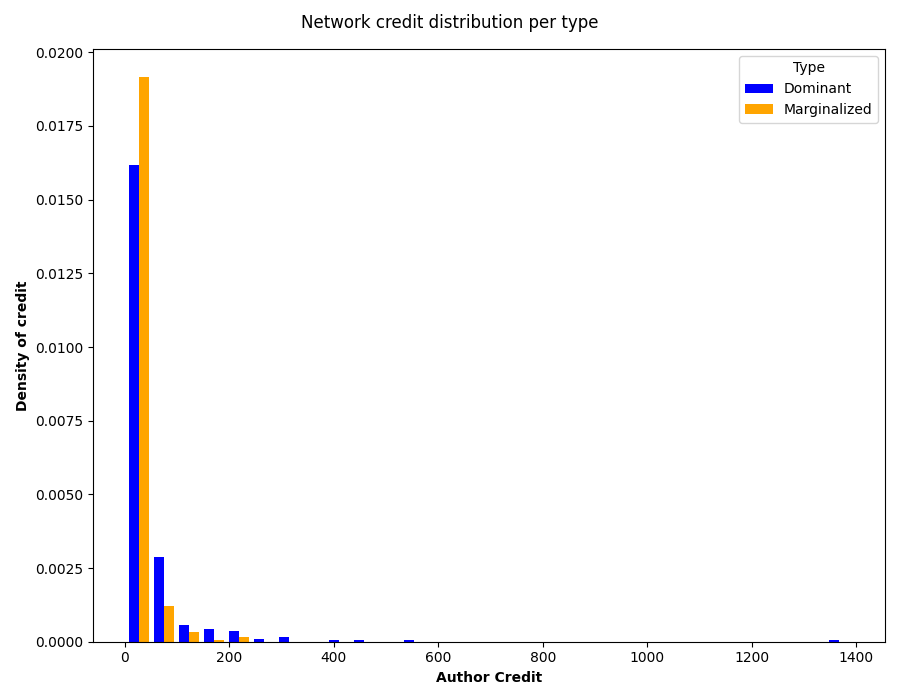 Network credit distribution per type
Type
Dominant
Marginalized
Density of credit
0.0200
0.0175
0.0150
0.0125
0.0100
0.0075
0.0050
0.0025
0.0000
0 200 400 600 800 1000 1200 1400
Author Credit